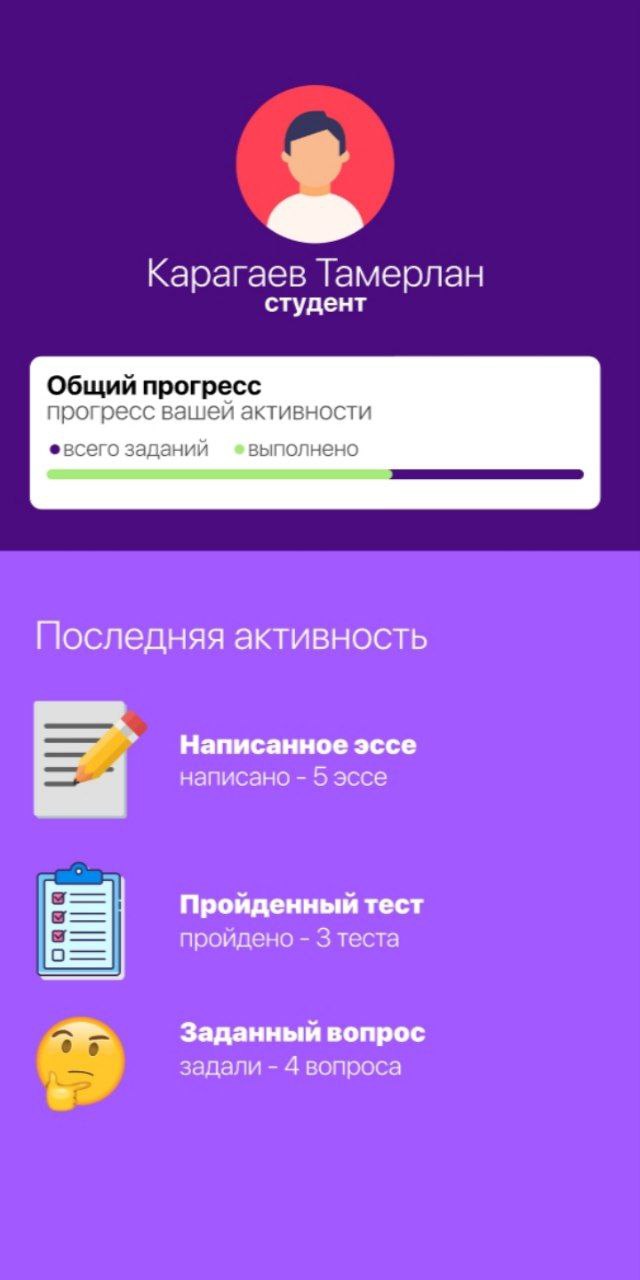 Карагаев Тамерлан
студент
Общий прогресс
прогресс вашей активности
всего заданий выполнено
Последняя активность
Написанное эссе
написано - 5 эссе
Пройденный тест
пройдено - 3 теста
Заданный вопрос
задали - 4 вопроса